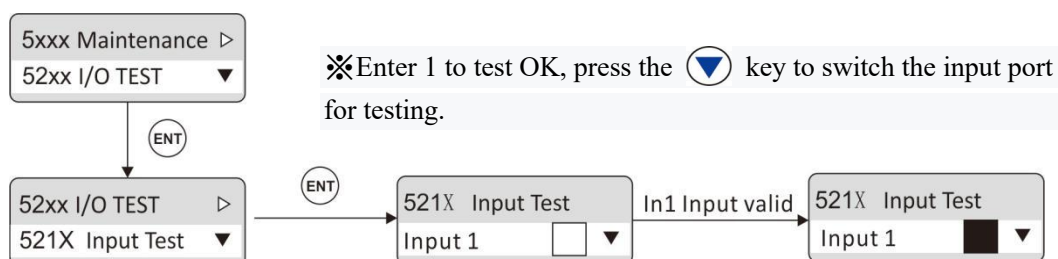 5xxx Maintenance ▷
52xx I/O TEST ▼
※Enter 1 to test OK, press the ▼ key to switch the input port
for testing.
ENT
52xx I/O TEST ▷
521X Input Test ▼
ENT
521X Input Test
Input 1 □ ▼
In1 Input valid
521X Input Test
Input 1 ■ ▼